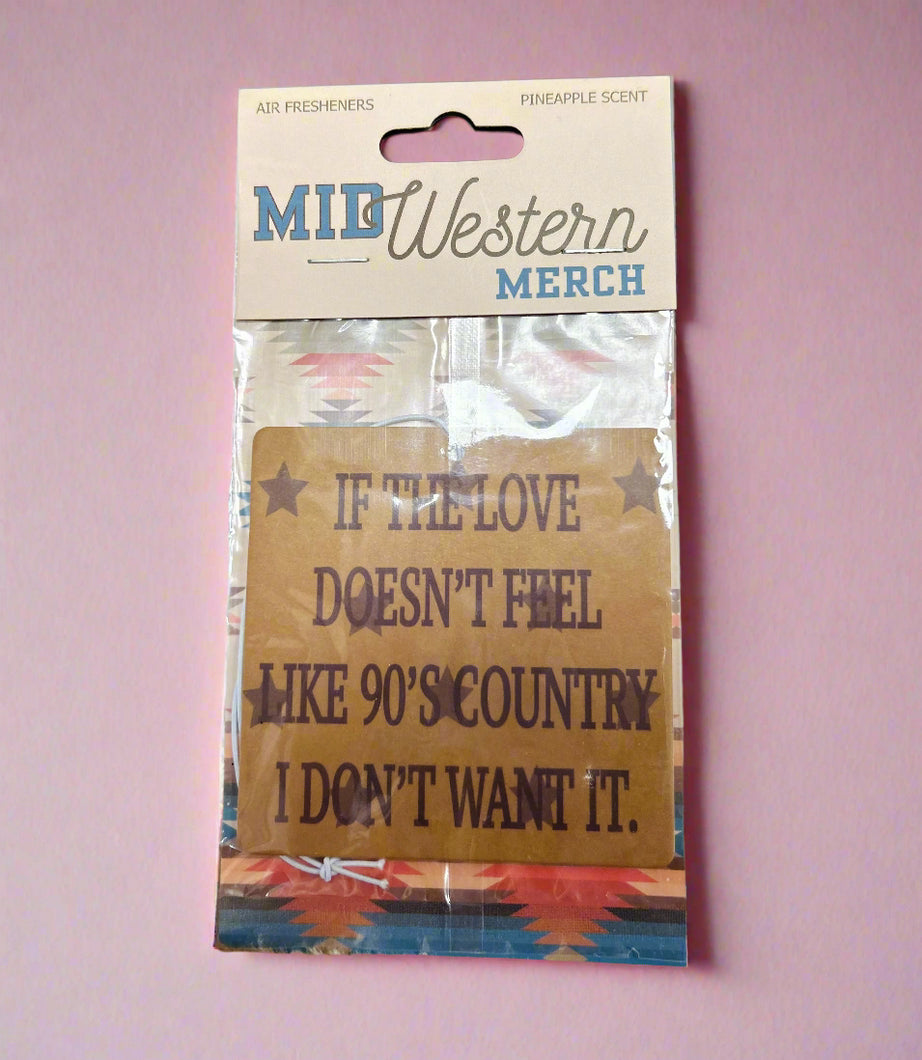 AIR FRESHENERS
PINEAPPLE SCENT
MID Western
MERCH
IF THE LOVE
DOESN'T FEEL
LIKE 90'S COUNTRY
I DON'T WANT IT.